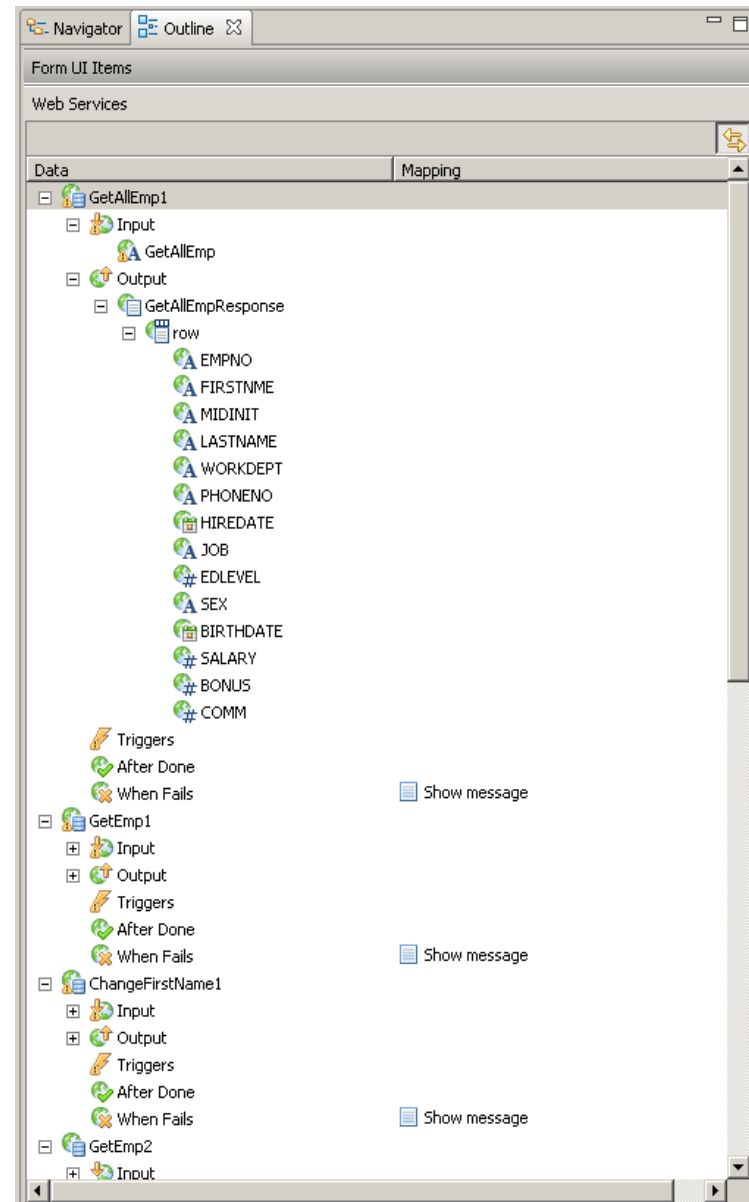 Navigator Outline
Form UI Items
Web Services
Data Mapping
GetAllEmp1
Input
GetAllEmp
Output
GetAllEmpResponse
row
EMPNO
FIRSTNME
MIDINIT
LASTNAME
WORKDEPT
PHONENO
HIREDATE
JOB
EDLEVEL
SEX
BIRTHDATE
SALARY
BONUS
COMM
Triggers
After Done
When Fails Show message
GetEmp1
Input
Output
Triggers
After Done
When Fails Show message
ChangeFirstName1
Input
Output
Triggers
After Done
When Fails Show message
GetEmp2
Input